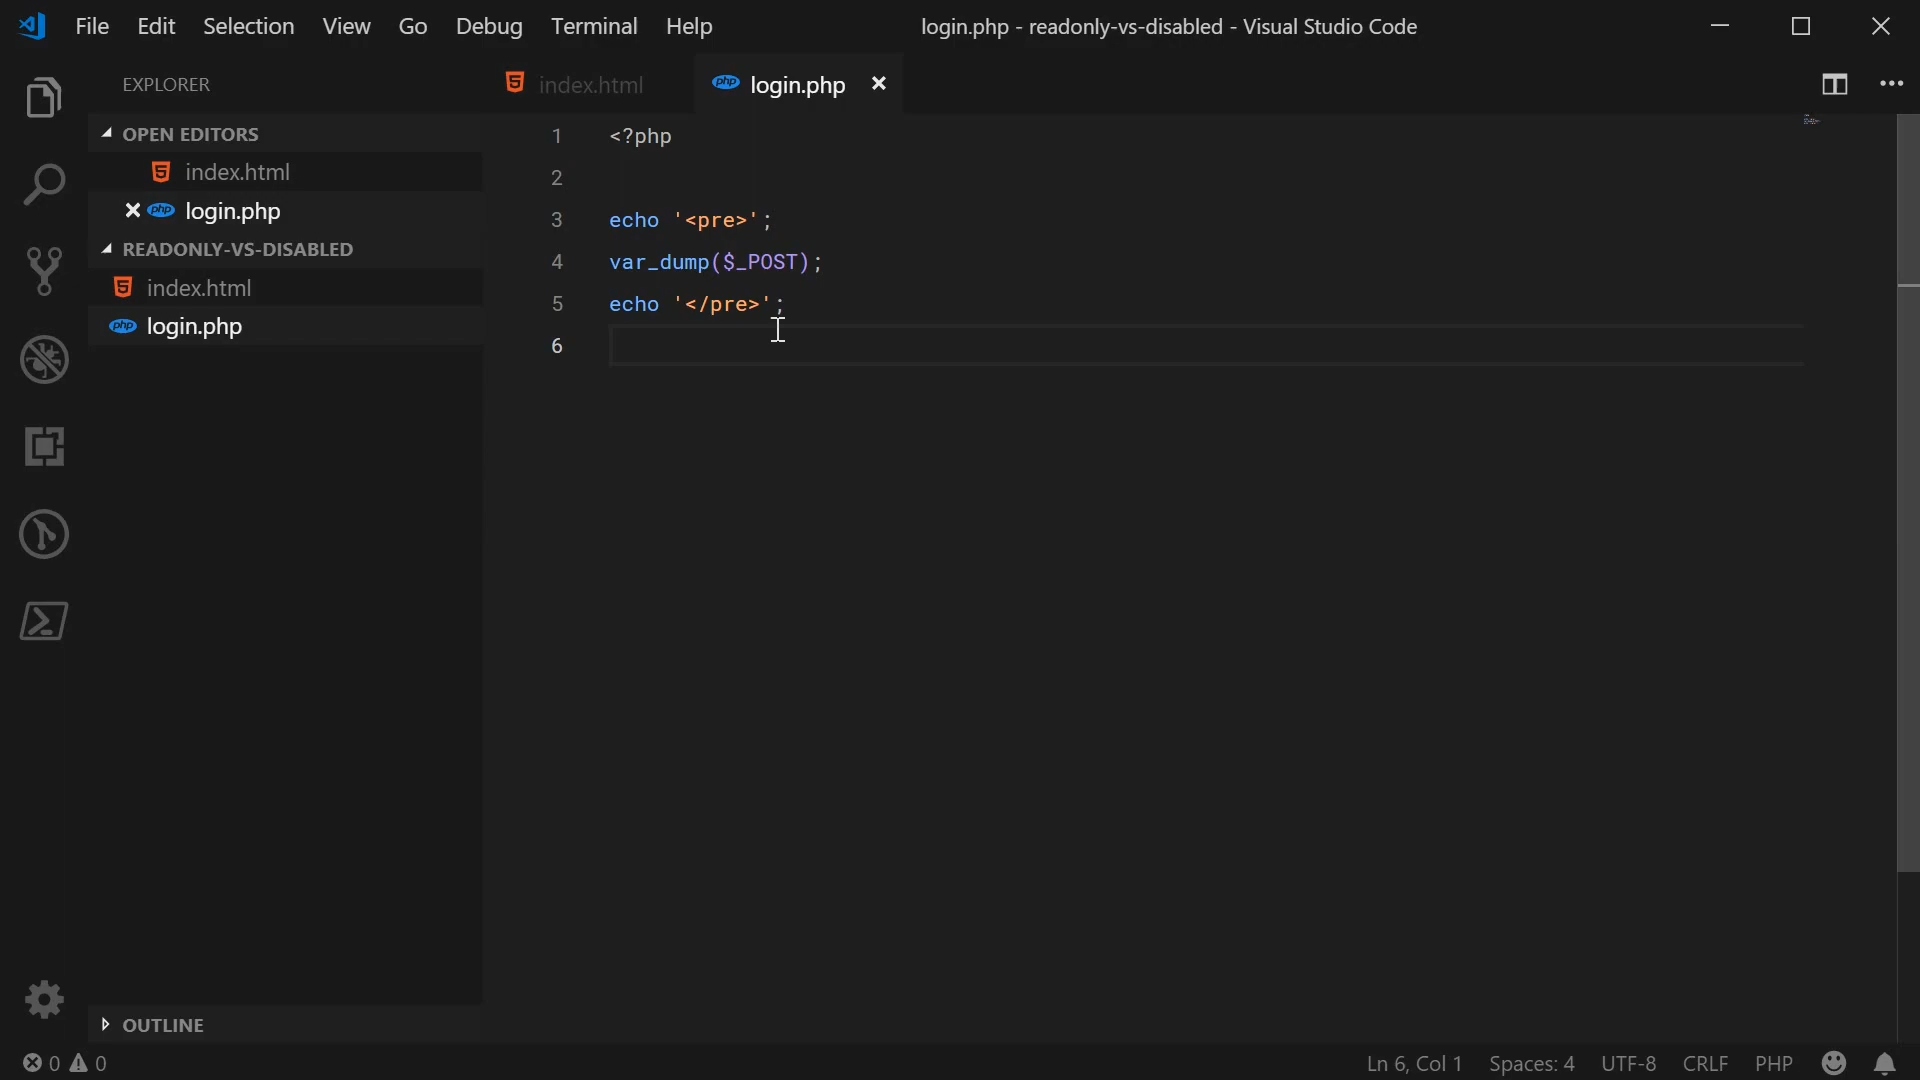 File Edit Selection View Go Debug Terminal Help login.php - readonly-vs-disabled - Visual Studio Code
EXPLORER
index.html
php login.php
OPEN EDITORS
index.html
php login.php
READONLY-VS-DISABLED
index.html
php login.php
1 <?php
2
3 echo '<pre>';
4 var_dump($_POST);
5 echo '</pre>';
6
OUTLINE
0 0 Ln 6, Col 1 Spaces: 4 UTF-8 CRLF PHP